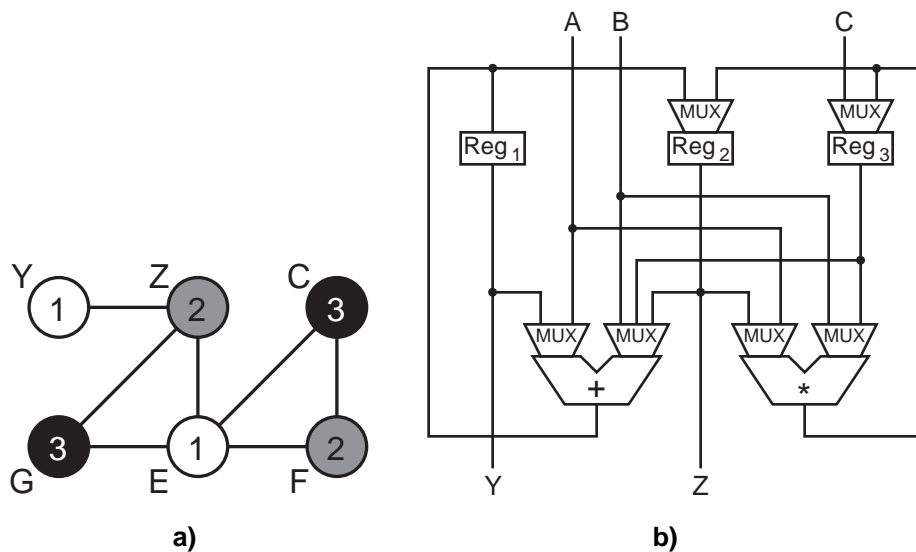 A B C
MUX MUX
Reg 1 Reg 2 Reg 3
Y Z C
1 2 3
MUX MUX MUX MUX
+ *
3 1 2
G E F
Y Z
a) b)